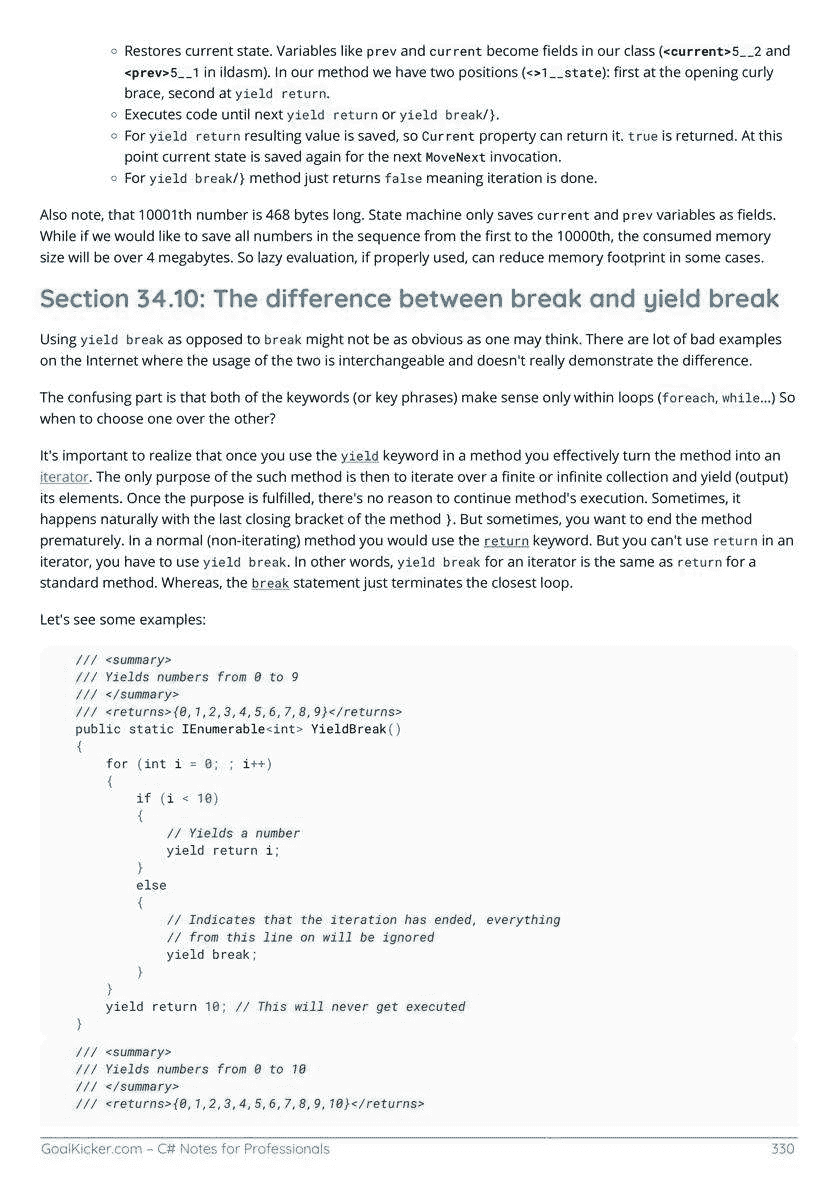 ◦ Restores current state. Variables like prev and current become fields in our class (<current>5__2 and
<prev>5__1 in ildasm). In our method we have two positions (<>1__state): first at the opening curly
brace, second at yield return.
◦ Executes code until next yield return or yield break/}.
◦ For yield return resulting value is saved, so Current property can return it. true is returned. At this
point current state is saved again for the next MoveNext invocation.
◦ For yield break/} method just returns false meaning iteration is done.
Also note, that 10001th number is 468 bytes long. State machine only saves current and prev variables as fields.
While if we would like to save all numbers in the sequence from the first to the 10000th, the consumed memory
size will be over 4 megabytes. So lazy evaluation, if properly used, can reduce memory footprint in some cases.
Section 34.10: The difference between break and yield break
Using yield break as opposed to break might not be as obvious as one may think. There are lot of bad examples
on the Internet where the usage of the two is interchangeable and doesn't really demonstrate the difference.
The confusing part is that both of the keywords (or key phrases) make sense only within loops (foreach, while...) So
when to choose one over the other?
It's important to realize that once you use the yield keyword in a method you effectively turn the method into an
iterator. The only purpose of the such method is then to iterate over a finite or infinite collection and yield (output)
its elements. Once the purpose is fulfilled, there's no reason to continue method's execution. Sometimes, it
happens naturally with the last closing bracket of the method }. But sometimes, you want to end the method
prematurely. In a normal (non-iterating) method you would use the return keyword. But you can't use return in an
iterator, you have to use yield break. In other words, yield break for an iterator is the same as return for a
standard method. Whereas, the break statement just terminates the closest loop.
Let's see some examples:
/// <summary>
/// Yields numbers from 0 to 9
/// </summary>
/// <returns>{0,1,2,3,4,5,6,7,8,9}</returns>
public static IEnumerable<int> YieldBreak()
{
for (int i = 0; ; i++)
{
if (i < 10)
{
// Yields a number
yield return i;
}
else
{
// Indicates that the iteration has ended, everything
// from this line on will be ignored
yield break;
}
}
yield return 10; // This will never get executed
}
/// <summary>
/// Yields numbers from 0 to 10
/// </summary>
/// <returns>{0,1,2,3,4,5,6,7,8,9,10}</returns>
GoalKicker.com – C# Notes for Professionals 330